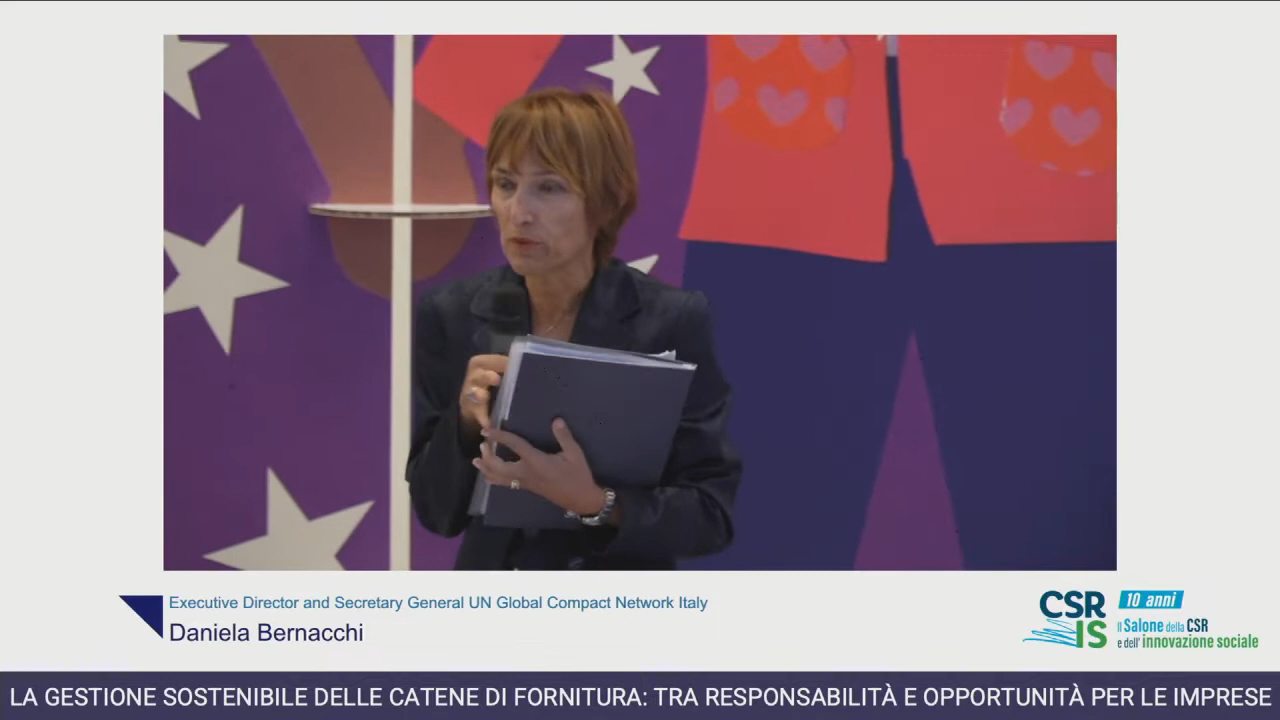 Executive Director and Secretary General UN Global Compact Network Italy
Daniela Bernacchi
CSR
IS
10 anni
Il Salone della CSR
e dell'innovazione sociale
LA GESTIONE SOSTENIBILE DELLE CATENE DI FORNITURA: TRA RESPONSABILITÀ E OPPORTUNITÀ PER LE IMPRESE